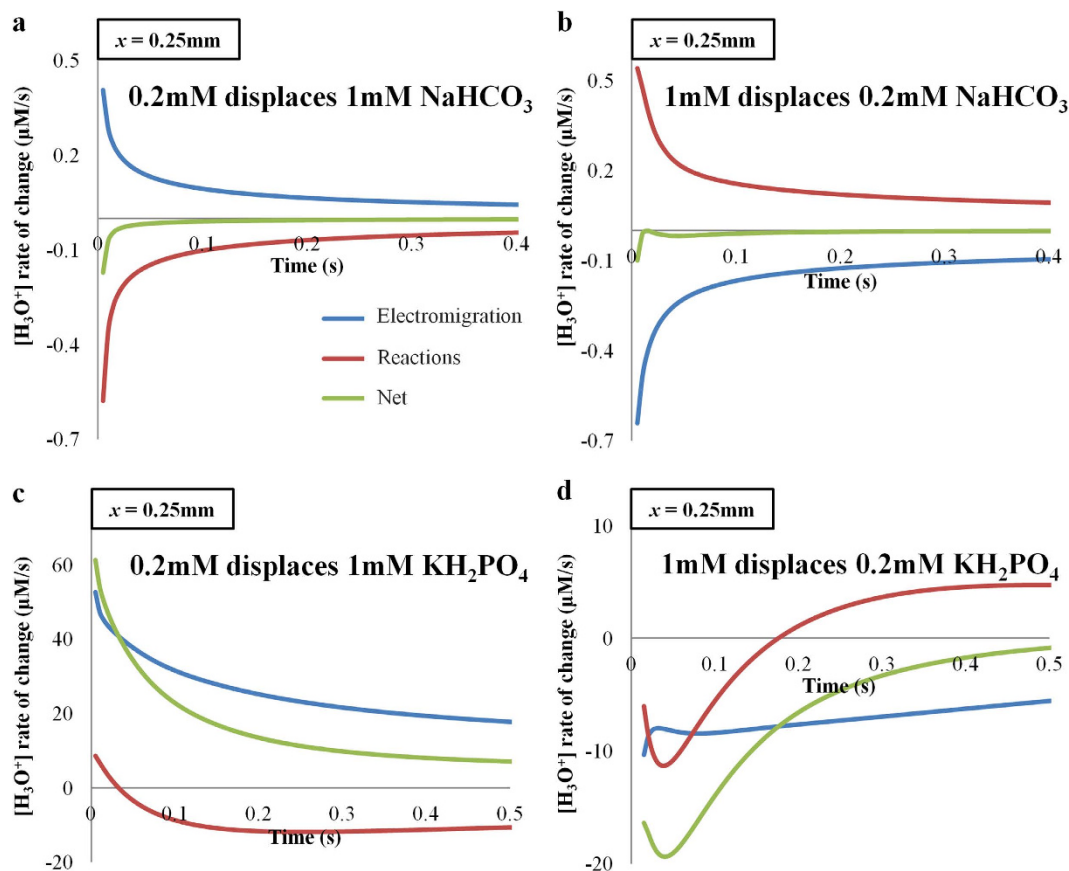 a
x = 0.25mm
0.2mM displaces 1mM NaHCO₃
[H₃O⁺] rate of change (µM/s)
0.5
0.2
-0.1
-0.4
-0.7
0
0.1
0.2
0.3
0.4
Time (s)
Electromigration
Reactions
Net
b
x = 0.25mm
1mM displaces 0.2mM NaHCO₃
[H₃O⁺] rate of change (µM/s)
0.5
0.2
-0.1
-0.4
-0.7
0
0.1
0.2
0.3
0.4
Time (s)
c
x = 0.25mm
0.2mM displaces 1mM KH₂PO₄
[H₃O⁺] rate of change (µM/s)
60
40
20
0
-20
0
0.1
0.2
0.3
0.4
0.5
Time (s)
d
x = 0.25mm
1mM displaces 0.2mM KH₂PO₄
[H₃O⁺] rate of change (µM/s)
10
0
-10
-20
0
0.1
0.2
0.3
0.4
0.5
Time (s)